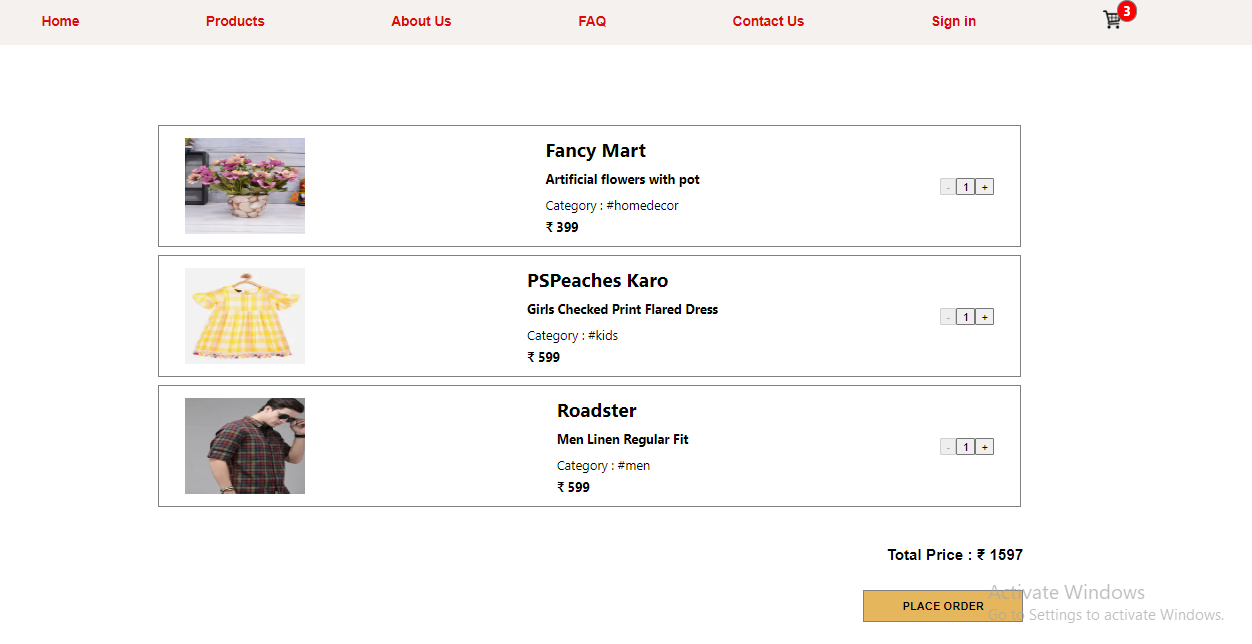 Home Products About Us FAQ Contact Us Sign in 3
Fancy Mart
Artificial flowers with pot
Category : #homedecor
₹ 399
- 1 +
PSPeaches Karo
Girls Checked Print Flared Dress
Category : #kids
₹ 599
- 1 +
Roadster
Men Linen Regular Fit
Category : #men
₹ 599
- 1 +
Total Price : ₹ 1597
PLACE ORDER
Activate Windows
Go to Settings to activate Windows.